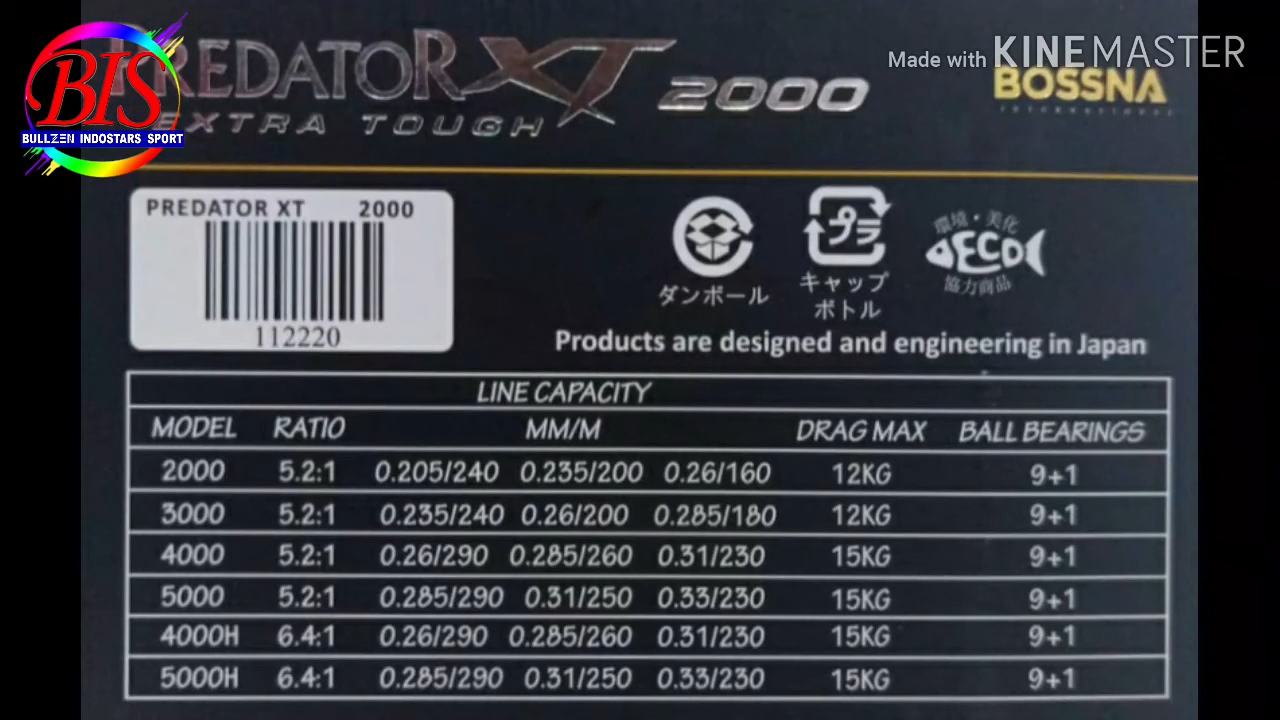 PREDATOR XT 2000
EXTRA TOUGH
BIS
BULLZEN INDOSTARS SPORT
Made with KINEMASTER
BOSSNA
INTERNATIONAL
PREDATOR XT 2000
112220
ダンボール
プラ
キャップ
ボトル
環境・美化
ECO
協力商品
Products are designed and engineering in Japan
LINE CAPACITY
MODEL RATIO MM/M DRAG MAX BALL BEARINGS
2000 5.2:1 0.205/240 0.235/200 0.26/160 12KG 9+1
3000 5.2:1 0.235/240 0.26/200 0.285/180 12KG 9+1
4000 5.2:1 0.26/290 0.285/260 0.31/230 15KG 9+1
5000 5.2:1 0.285/290 0.31/250 0.33/230 15KG 9+1
4000H 6.4:1 0.26/290 0.285/260 0.31/230 15KG 9+1
5000H 6.4:1 0.285/290 0.31/250 0.33/230 15KG 9+1